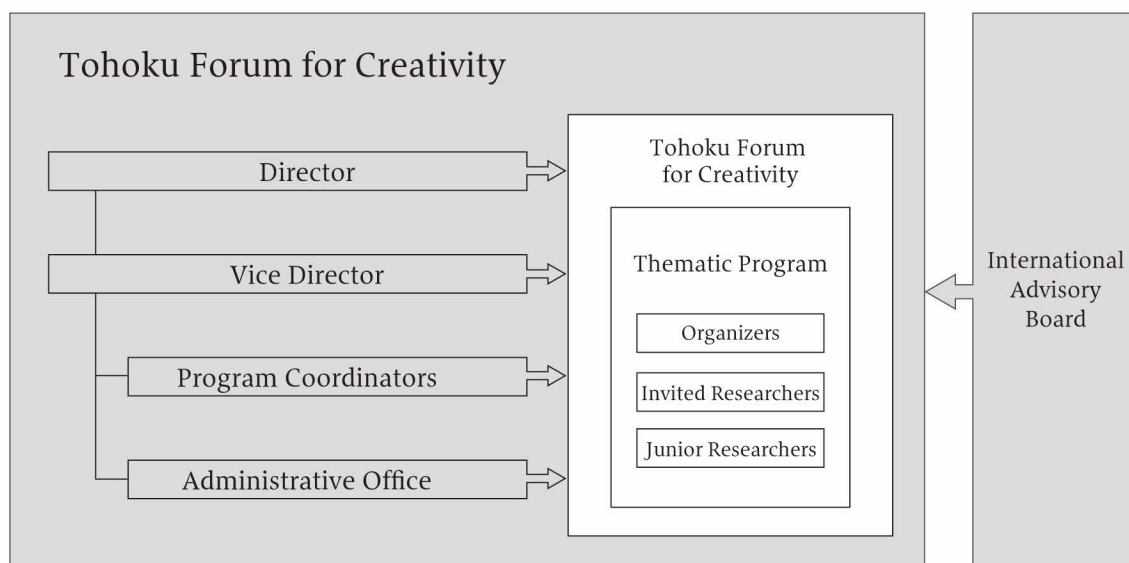 Tohoku Forum for Creativity
Director
Vice Director
Program Coordinators
Administrative Office
Tohoku Forum
for Creativity
Thematic Program
Organizers
Invited Researchers
Junior Researchers
International
Advisory
Board